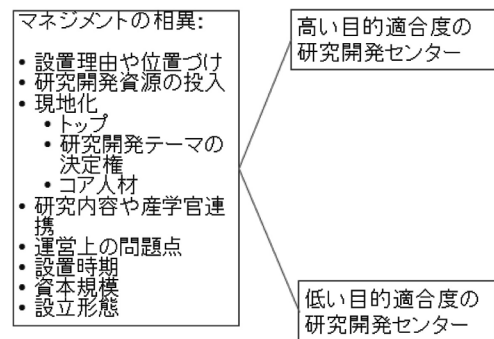 マネジメントの相異:
• 設置理由や位置づけ
• 研究開発資源の投入
• 現地化
• トップ
• 研究開発テーマの
決定権
• コア人材
• 研究内容や産学官連
携
• 運営上の問題点
• 設置時期
• 資本規模
• 設立形態
高い目的適合度の
研究開発センター
低い目的適合度の
研究開発センター